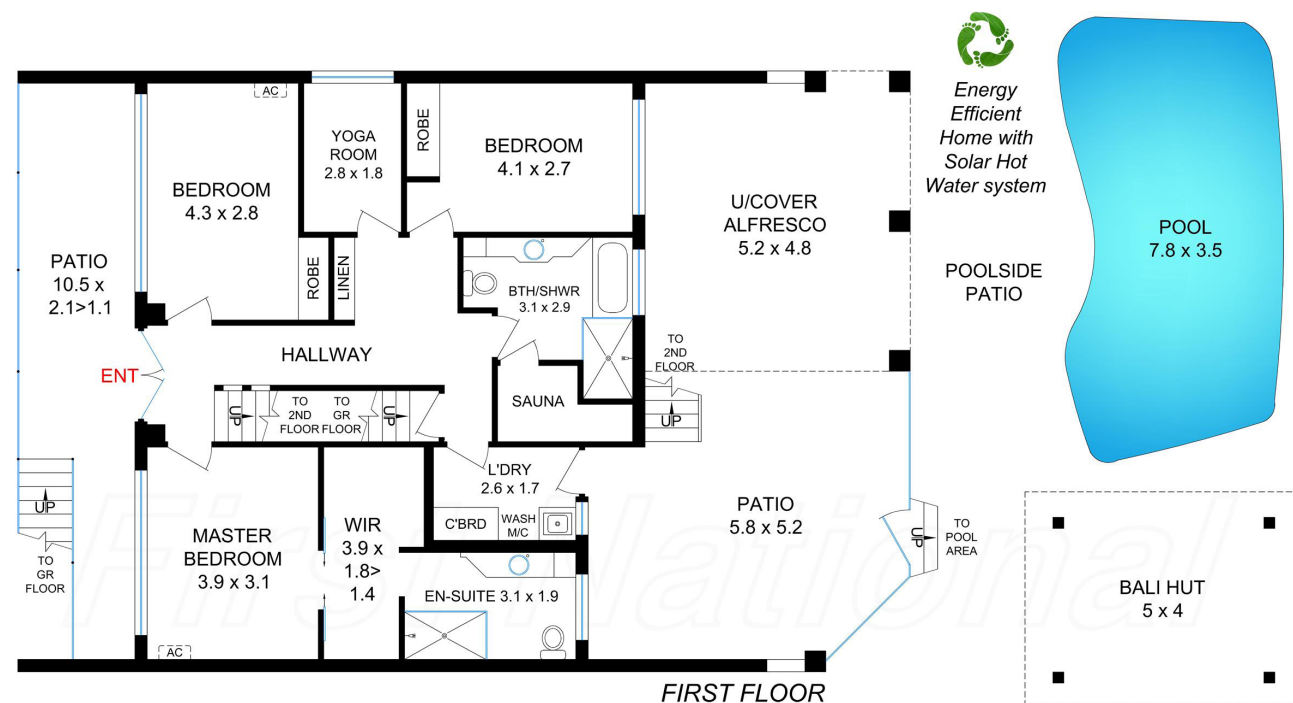 AC
YOGA
ROOM
2.8 x 1.8
ROBE
BEDROOM
4.1 x 2.7
BEDROOM
4.3 x 2.8
U/COVER
ALFRESCO
5.2 x 4.8
Energy
Efficient
Home with
Solar Hot
Water system
POOL
7.8 x 3.5
PATIO
10.5 x
2.1>1.1
ROBE
LINEN
BTH/SHWR
3.1 x 2.9
POOLSIDE
PATIO
HALLWAY
ENT
TO
2ND
FLOOR
SAUNA
UP
TO
2ND
FLOOR
TO
GR
FLOOR
UP
UP
L'DRY
2.6 x 1.7
UP
TO
GR
FLOOR
MASTER
BEDROOM
3.9 x 3.1
WIR
3.9 x
1.8>
1.4
C'BRD
WASH
M/C
PATIO
5.8 x 5.2
UP
TO
POOL
AREA
EN-SUITE 3.1 x 1.9
BALI HUT
5 x 4
AC
First National
FIRST FLOOR